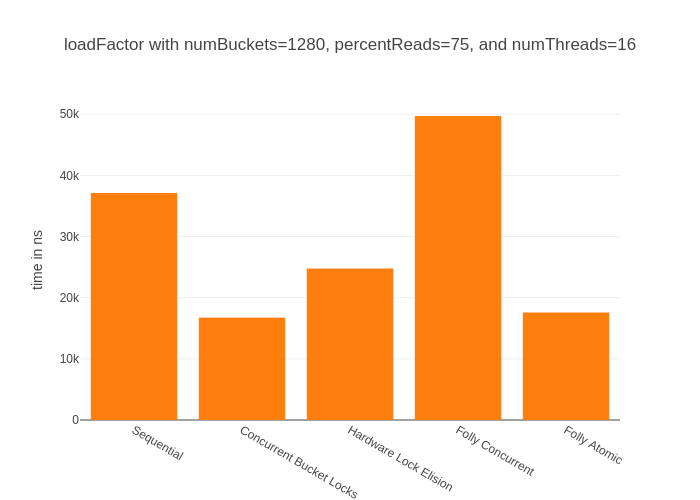 loadFactor with numBuckets=1280, percentReads=75, and numThreads=16
time in ns
50k
40k
30k
20k
10k
0
Sequential
Concurrent Bucket Locks
Hardware Lock Elision
Folly Concurrent
Folly Atomic